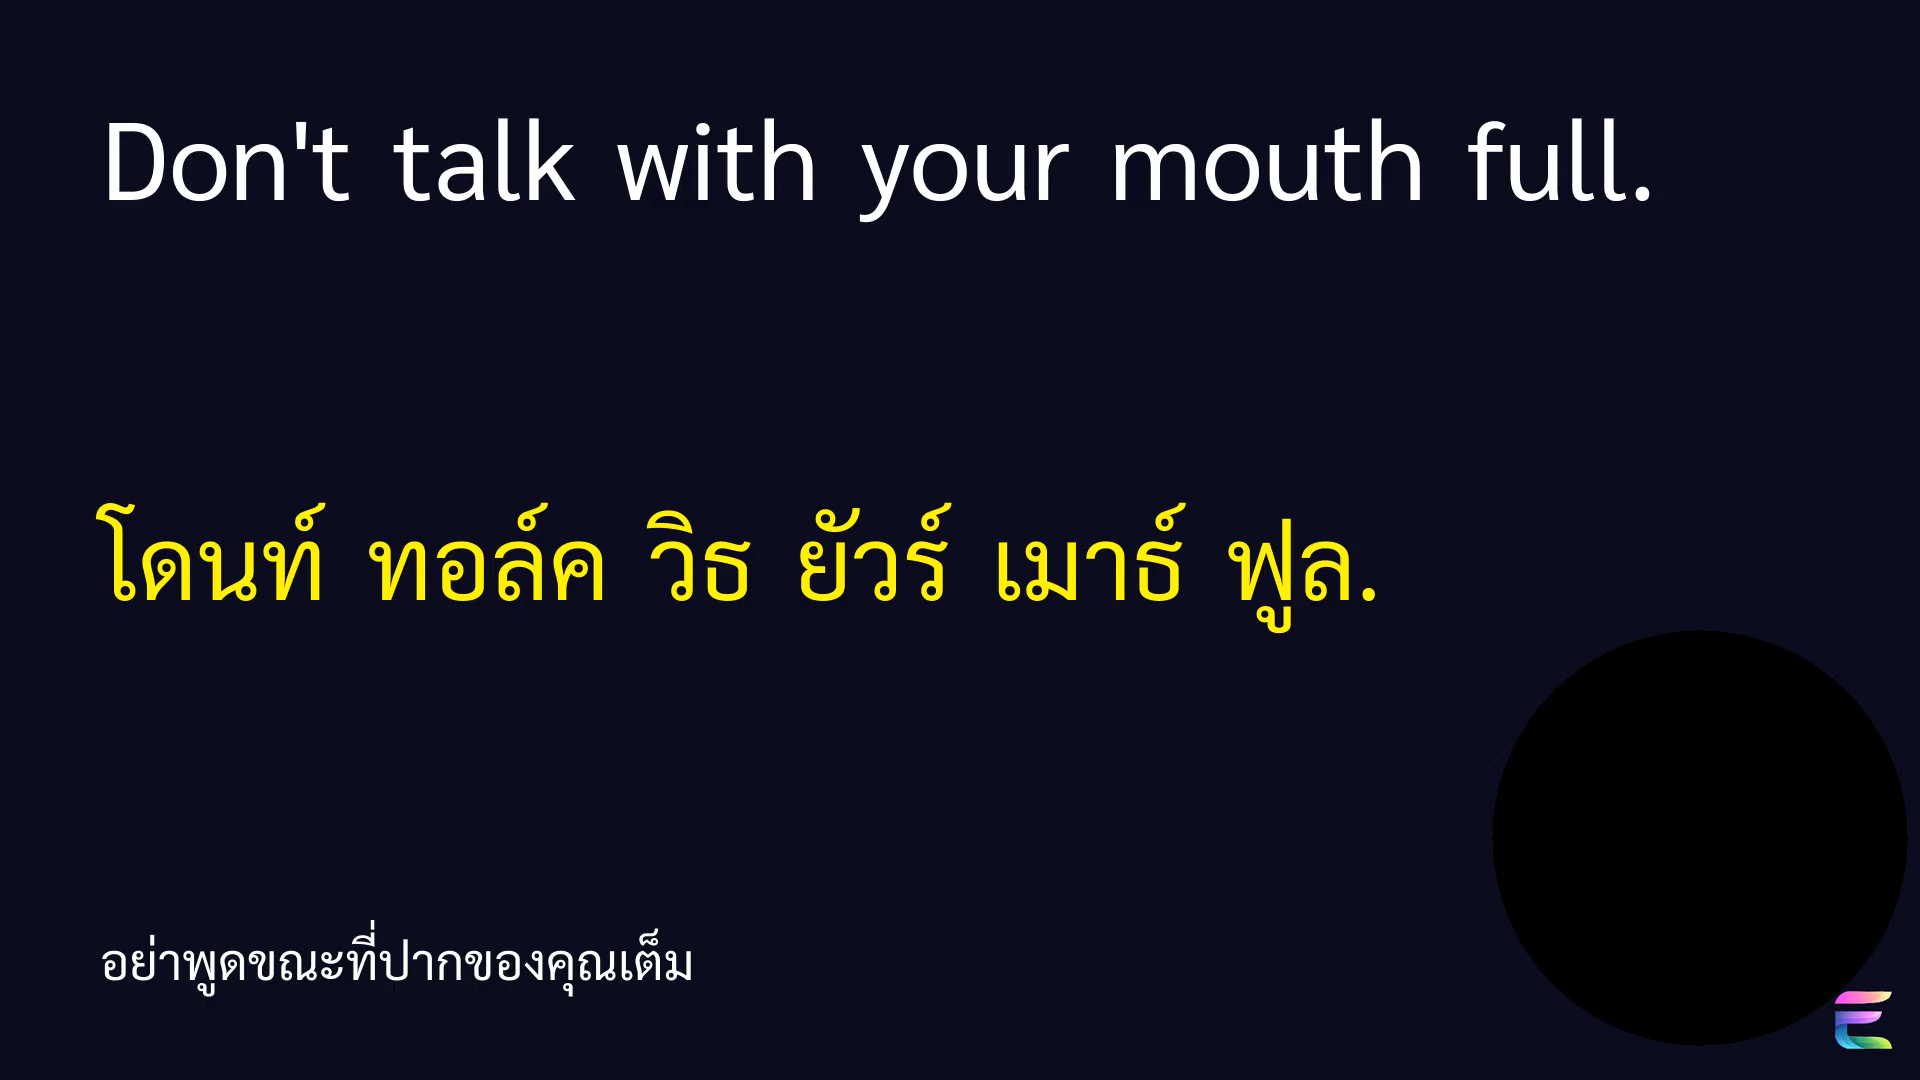 Don't talk with your mouth full.
โดนท์ ทอล์ค วิธ ยัวร์ เมาธ์ ฟูล.
อย่าพูดขณะที่ปากของคุณเต็ม